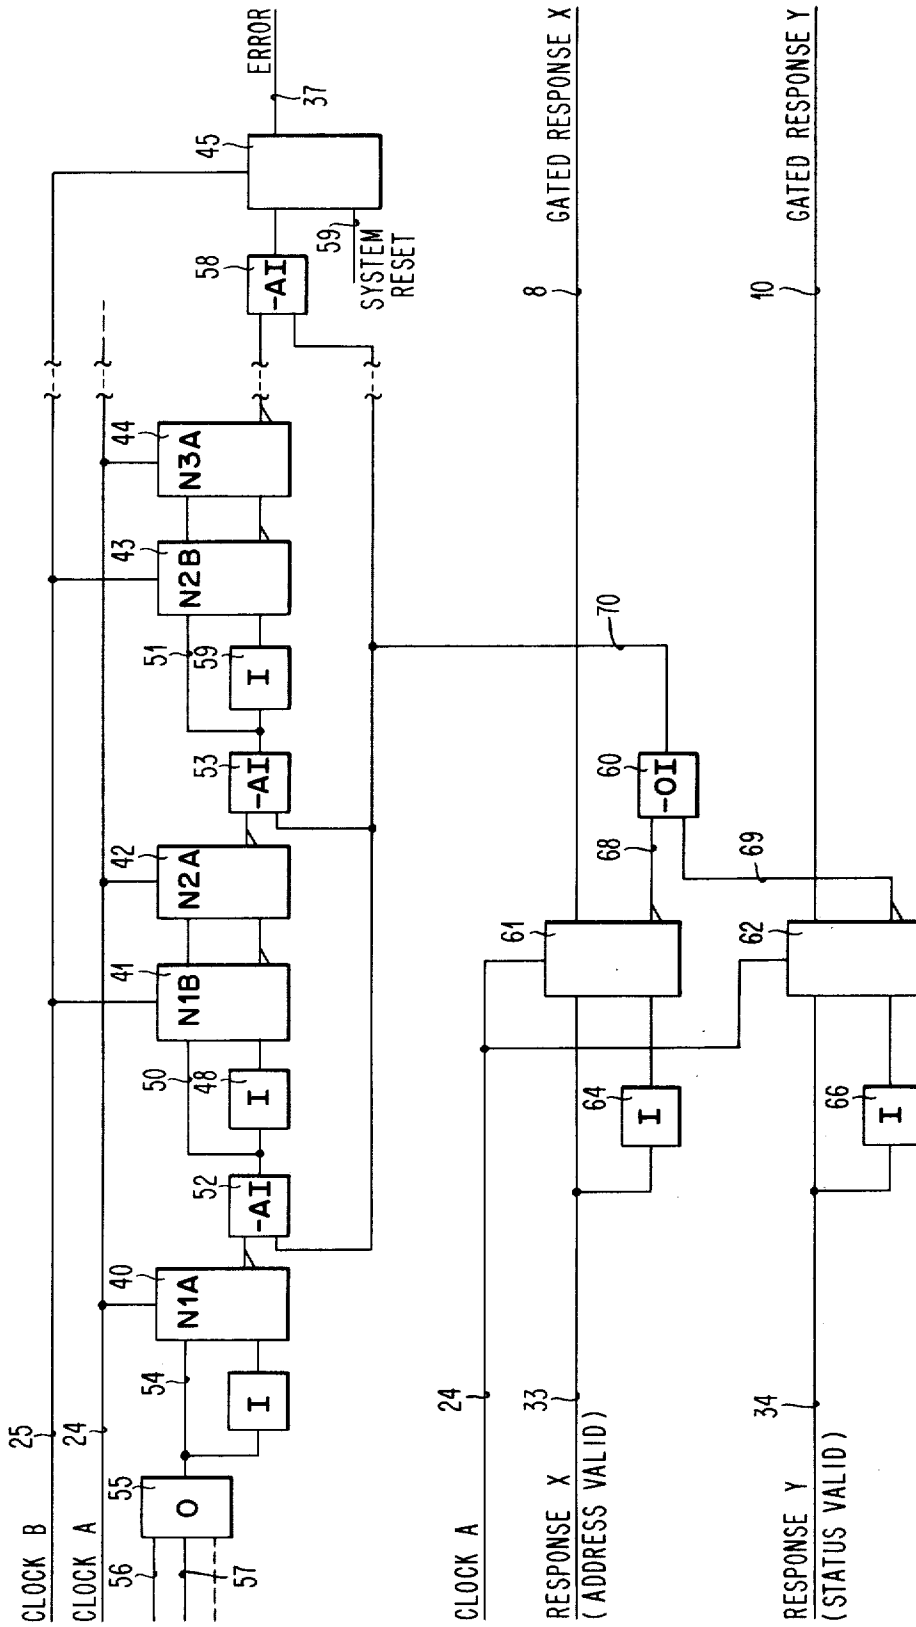 CLOCK B
25
CLOCK A
24
56
57
55
O
54
I
40
N1A
52
-AI
50
48
I
41
N1B
42
N2A
53
-AI
51
59
I
43
N2B
44
N3A
58
-AI
59
SYSTEM
RESET
45
37
ERROR
CLOCK A
24
RESPONSE X
(ADDRESS VALID)
33
64
I
61
68
60
-OI
70
8
GATED RESPONSE X
RESPONSE Y
(STATUS VALID)
34
66
I
62
69
10
GATED RESPONSE Y